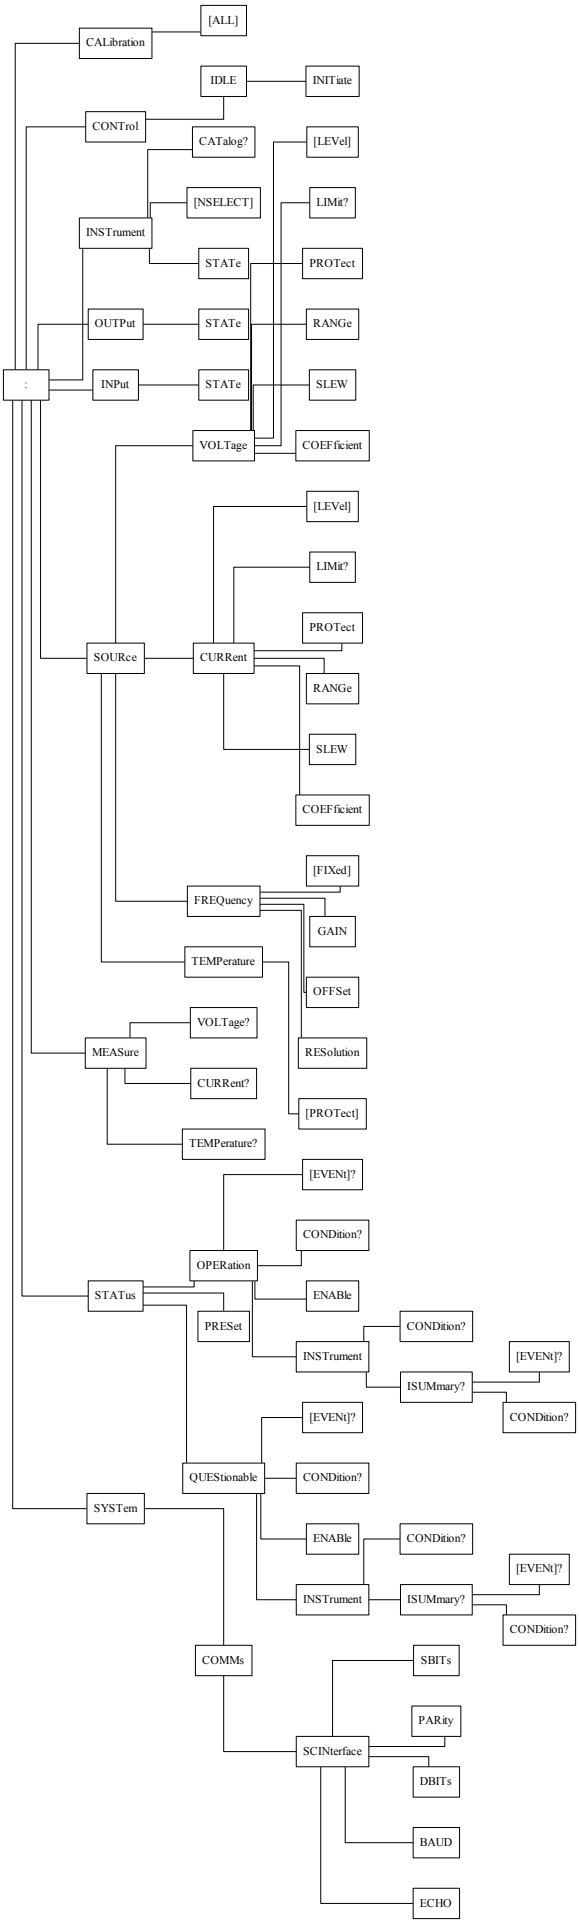 [ALL]
CALibration
IDLE
INITiate
CONTrol
CATalog?
[LEVel]
[NSELECT]
LIMit?
INSTrument
STATe
PROTect
OUTPut
STATe
RANGe
:
INPut
STATe
SLEW
VOLTage
COEFficient
[LEVel]
LIMit?
PROTect
SOURce
CURRent
RANGe
SLEW
COEFficient
[FIXed]
FREQuency
GAIN
TEMPerature
OFFSet
VOLTage?
MEASure
RESolution
CURRent?
[PROTect]
TEMPerature?
[EVENt]?
CONDition?
OPERation
STATus
ENABle
PRESet
CONDition?
INSTrument
[EVENt]?
ISUMmary?
[EVENt]?
CONDition?
QUEStionable
CONDition?
SYSTem
ENABle
CONDition?
[EVENt]?
INSTrument
ISUMmary?
CONDition?
COMMs
SBITs
PARity
SCINterface
DBITs
BAUD
ECHO